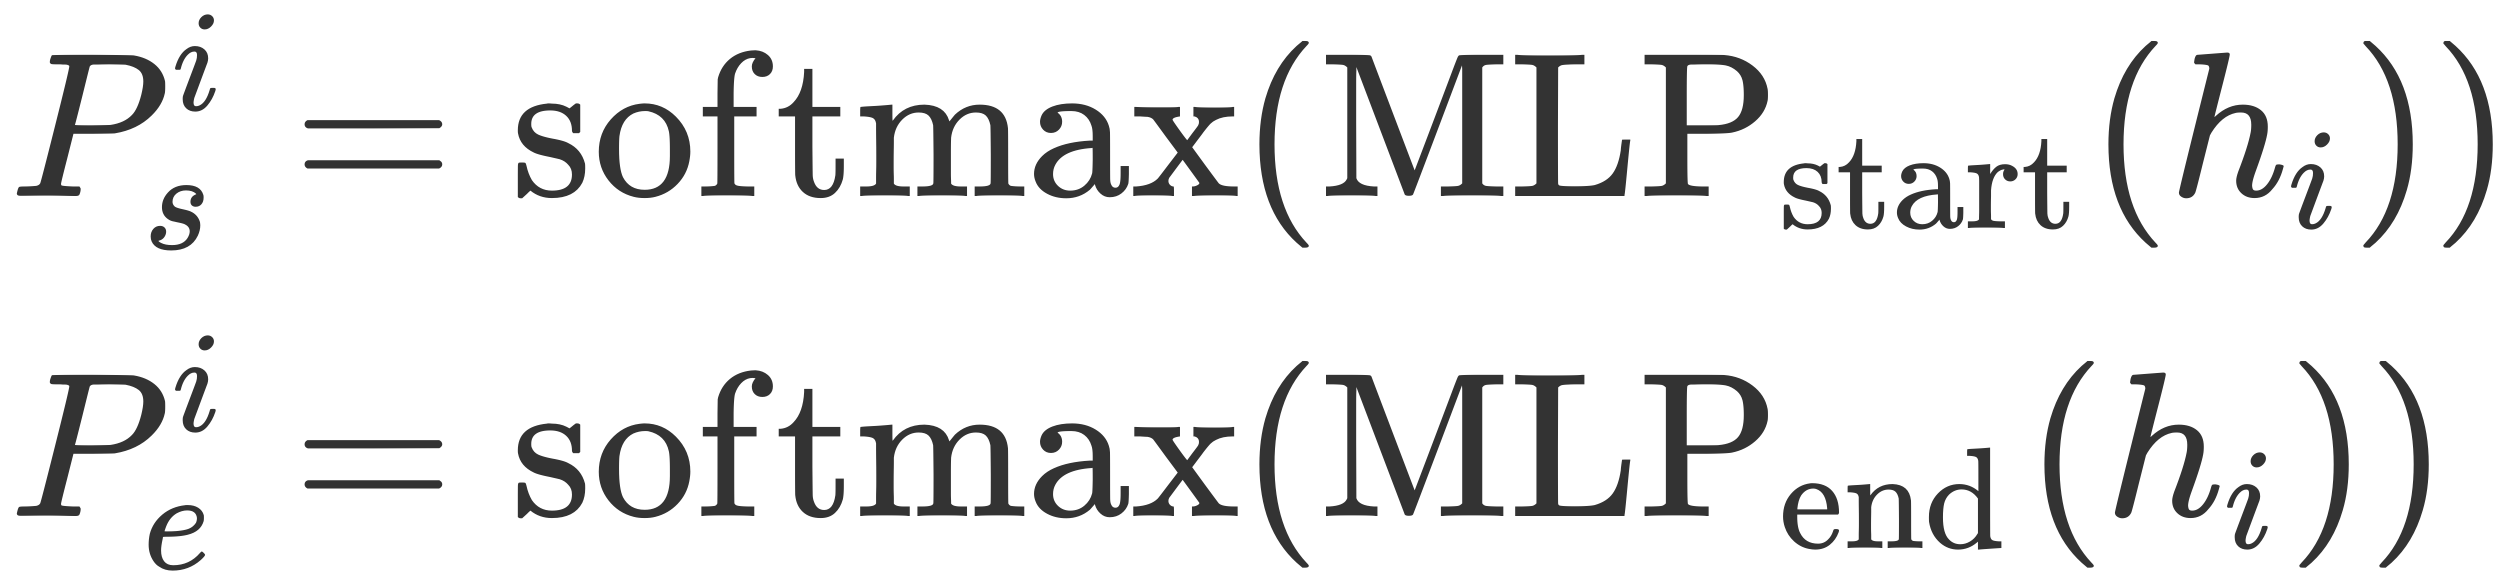 P_s^i = softmax(MLP_start(h_i))
P_e^i = softmax(MLP_end(h_i))